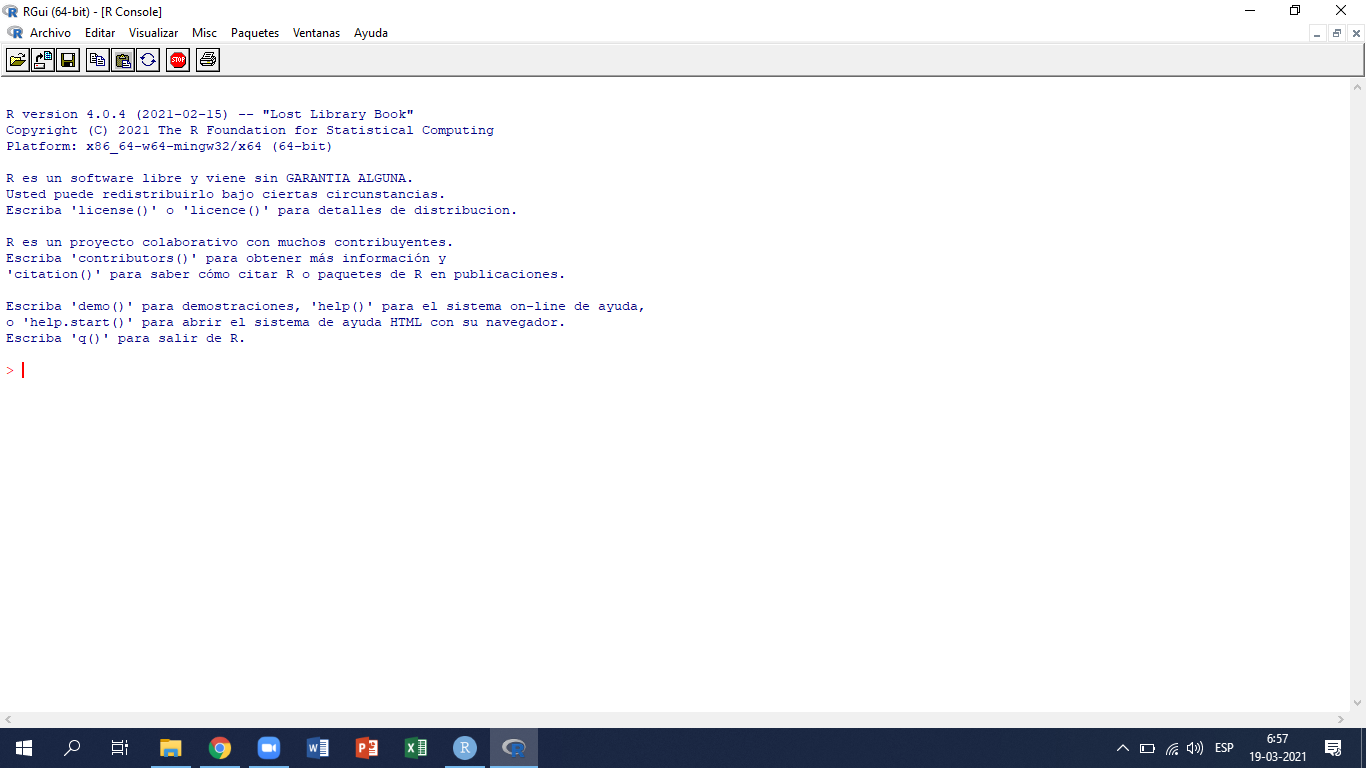 RGui (64-bit) - [R Console]
Archivo Editar Visualizar Misc Paquetes Ventanas Ayuda
STOP
R version 4.0.4 (2021-02-15) -- "Lost Library Book"
Copyright (C) 2021 The R Foundation for Statistical Computing
Platform: x86_64-w64-mingw32/x64 (64-bit)
R es un software libre y viene sin GARANTIA ALGUNA.
Usted puede redistribuirlo bajo ciertas circunstancias.
Escriba 'license()' o 'licence()' para detalles de distribucion.
R es un proyecto colaborativo con muchos contribuyentes.
Escriba 'contributors()' para obtener más información y
'citation()' para saber cómo citar R o paquetes de R en publicaciones.
Escriba 'demo()' para demostraciones, 'help()' para el sistema on-line de ayuda,
o 'help.start()' para abrir el sistema de ayuda HTML con su navegador.
Escriba 'q()' para salir de R.
>
ESP
6:57
19-03-2021